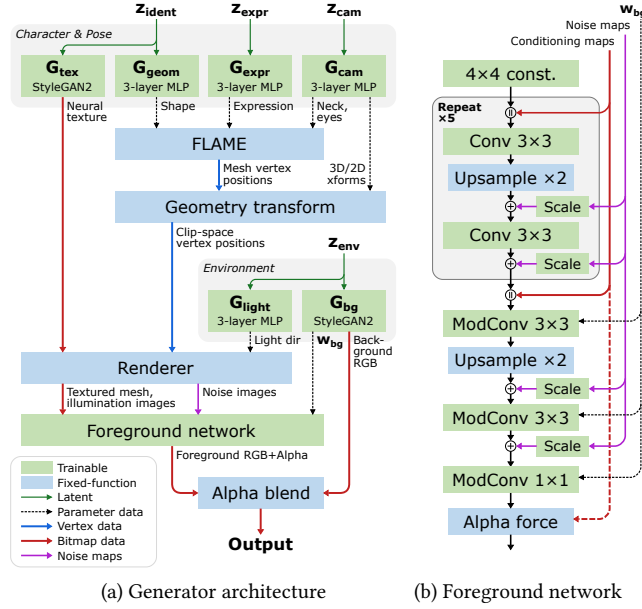 z_ident
z_expr
z_cam
Character & Pose
G_tex
StyleGAN2
G_geom
3-layer MLP
G_expr
3-layer MLP
G_cam
3-layer MLP
Neural
texture
Shape
Expression
Neck,
eyes
FLAME
Mesh vertex
positions
3D/2D
xforms
Geometry transform
Clip-space
vertex positions
z_env
Environment
G_light
3-layer MLP
G_bg
StyleGAN2
Light dir
w_bg
Back-
ground
RGB
Renderer
Textured mesh,
illumination images
Noise images
Foreground network
Foreground RGB+Alpha
Alpha blend
Output
Trainable
Fixed-function
Latent
Parameter data
Vertex data
Bitmap data
Noise maps
(a) Generator architecture
w_bg
Noise maps
Conditioning maps
4×4 const.
Repeat
×5
Conv 3×3
Upsample ×2
Scale
Conv 3×3
Scale
ModConv 3×3
Upsample ×2
Scale
ModConv 3×3
Scale
ModConv 1×1
Alpha force
(b) Foreground network